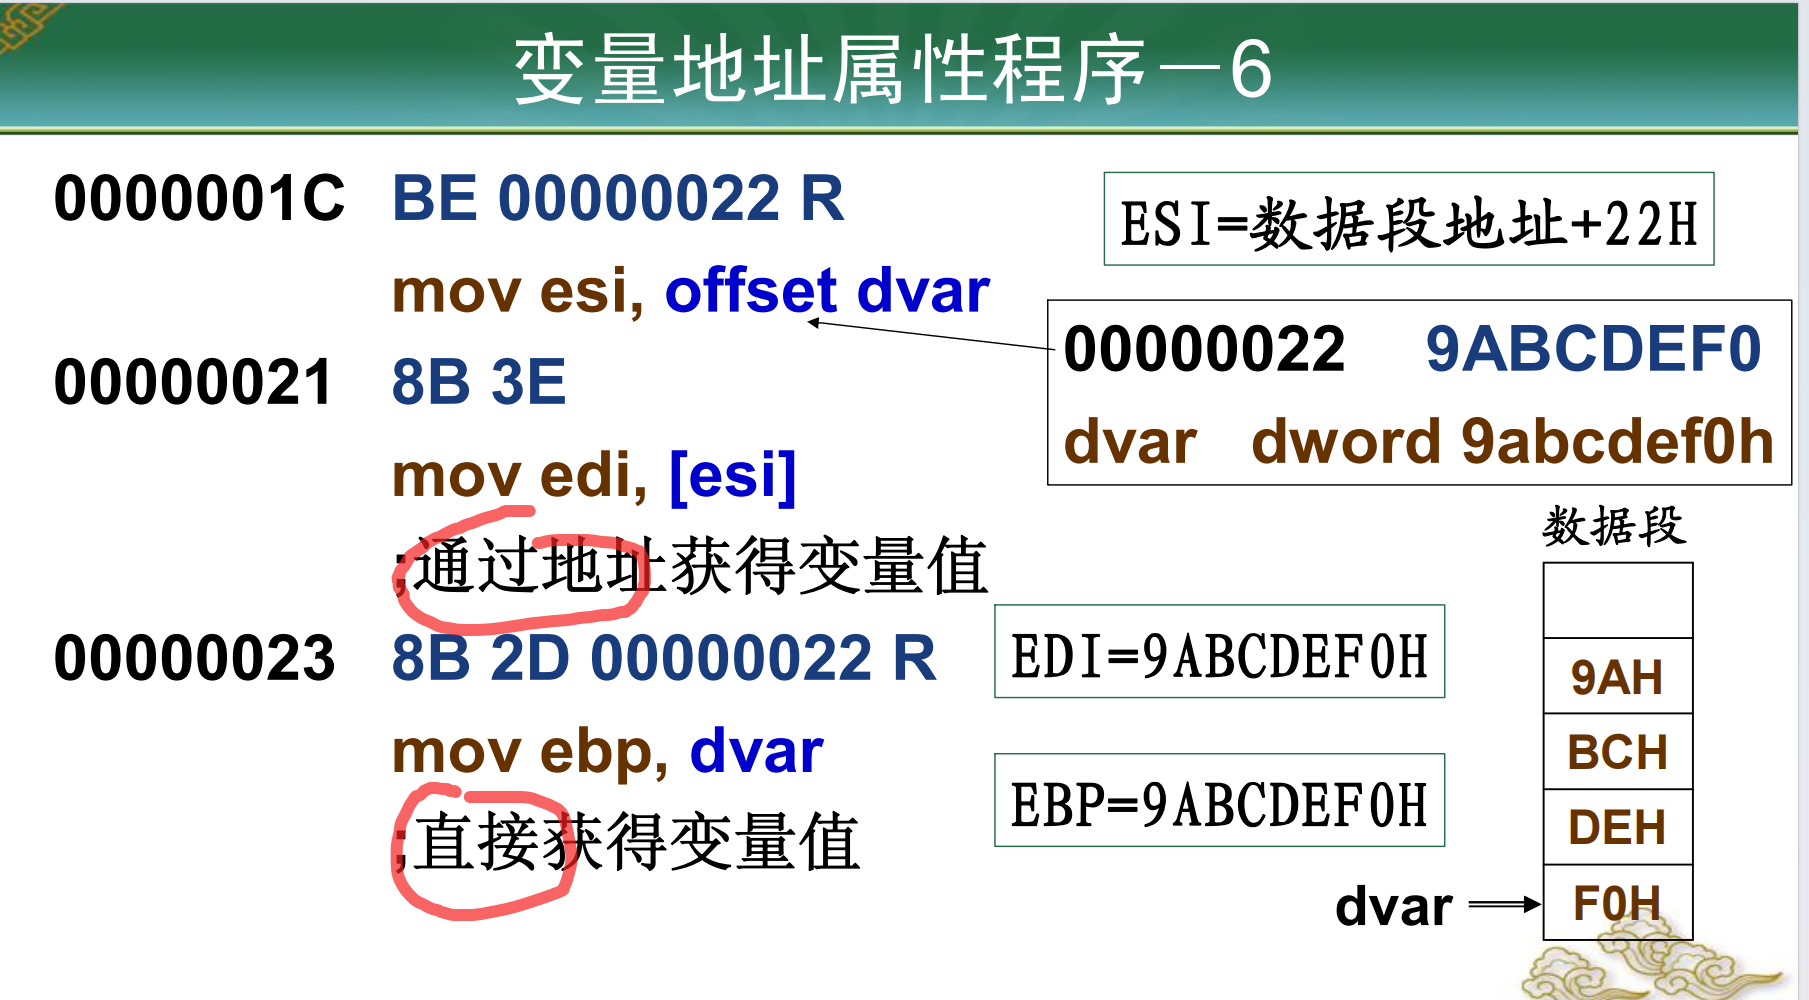 变量地址属性程序－6
0000001C BE 00000022 R
mov esi, offset dvar
ESI=数据段地址+22H
00000022 9ABCDEF0
dvar dword 9abcdef0h
00000021 8B 3E
mov edi, [esi]
;通过地址获得变量值
00000023 8B 2D 00000022 R
mov ebp, dvar
;直接获得变量值
EDI=9ABCDEF0H
EBP=9ABCDEF0H
数据段
9AH
BCH
DEH
dvar F0H